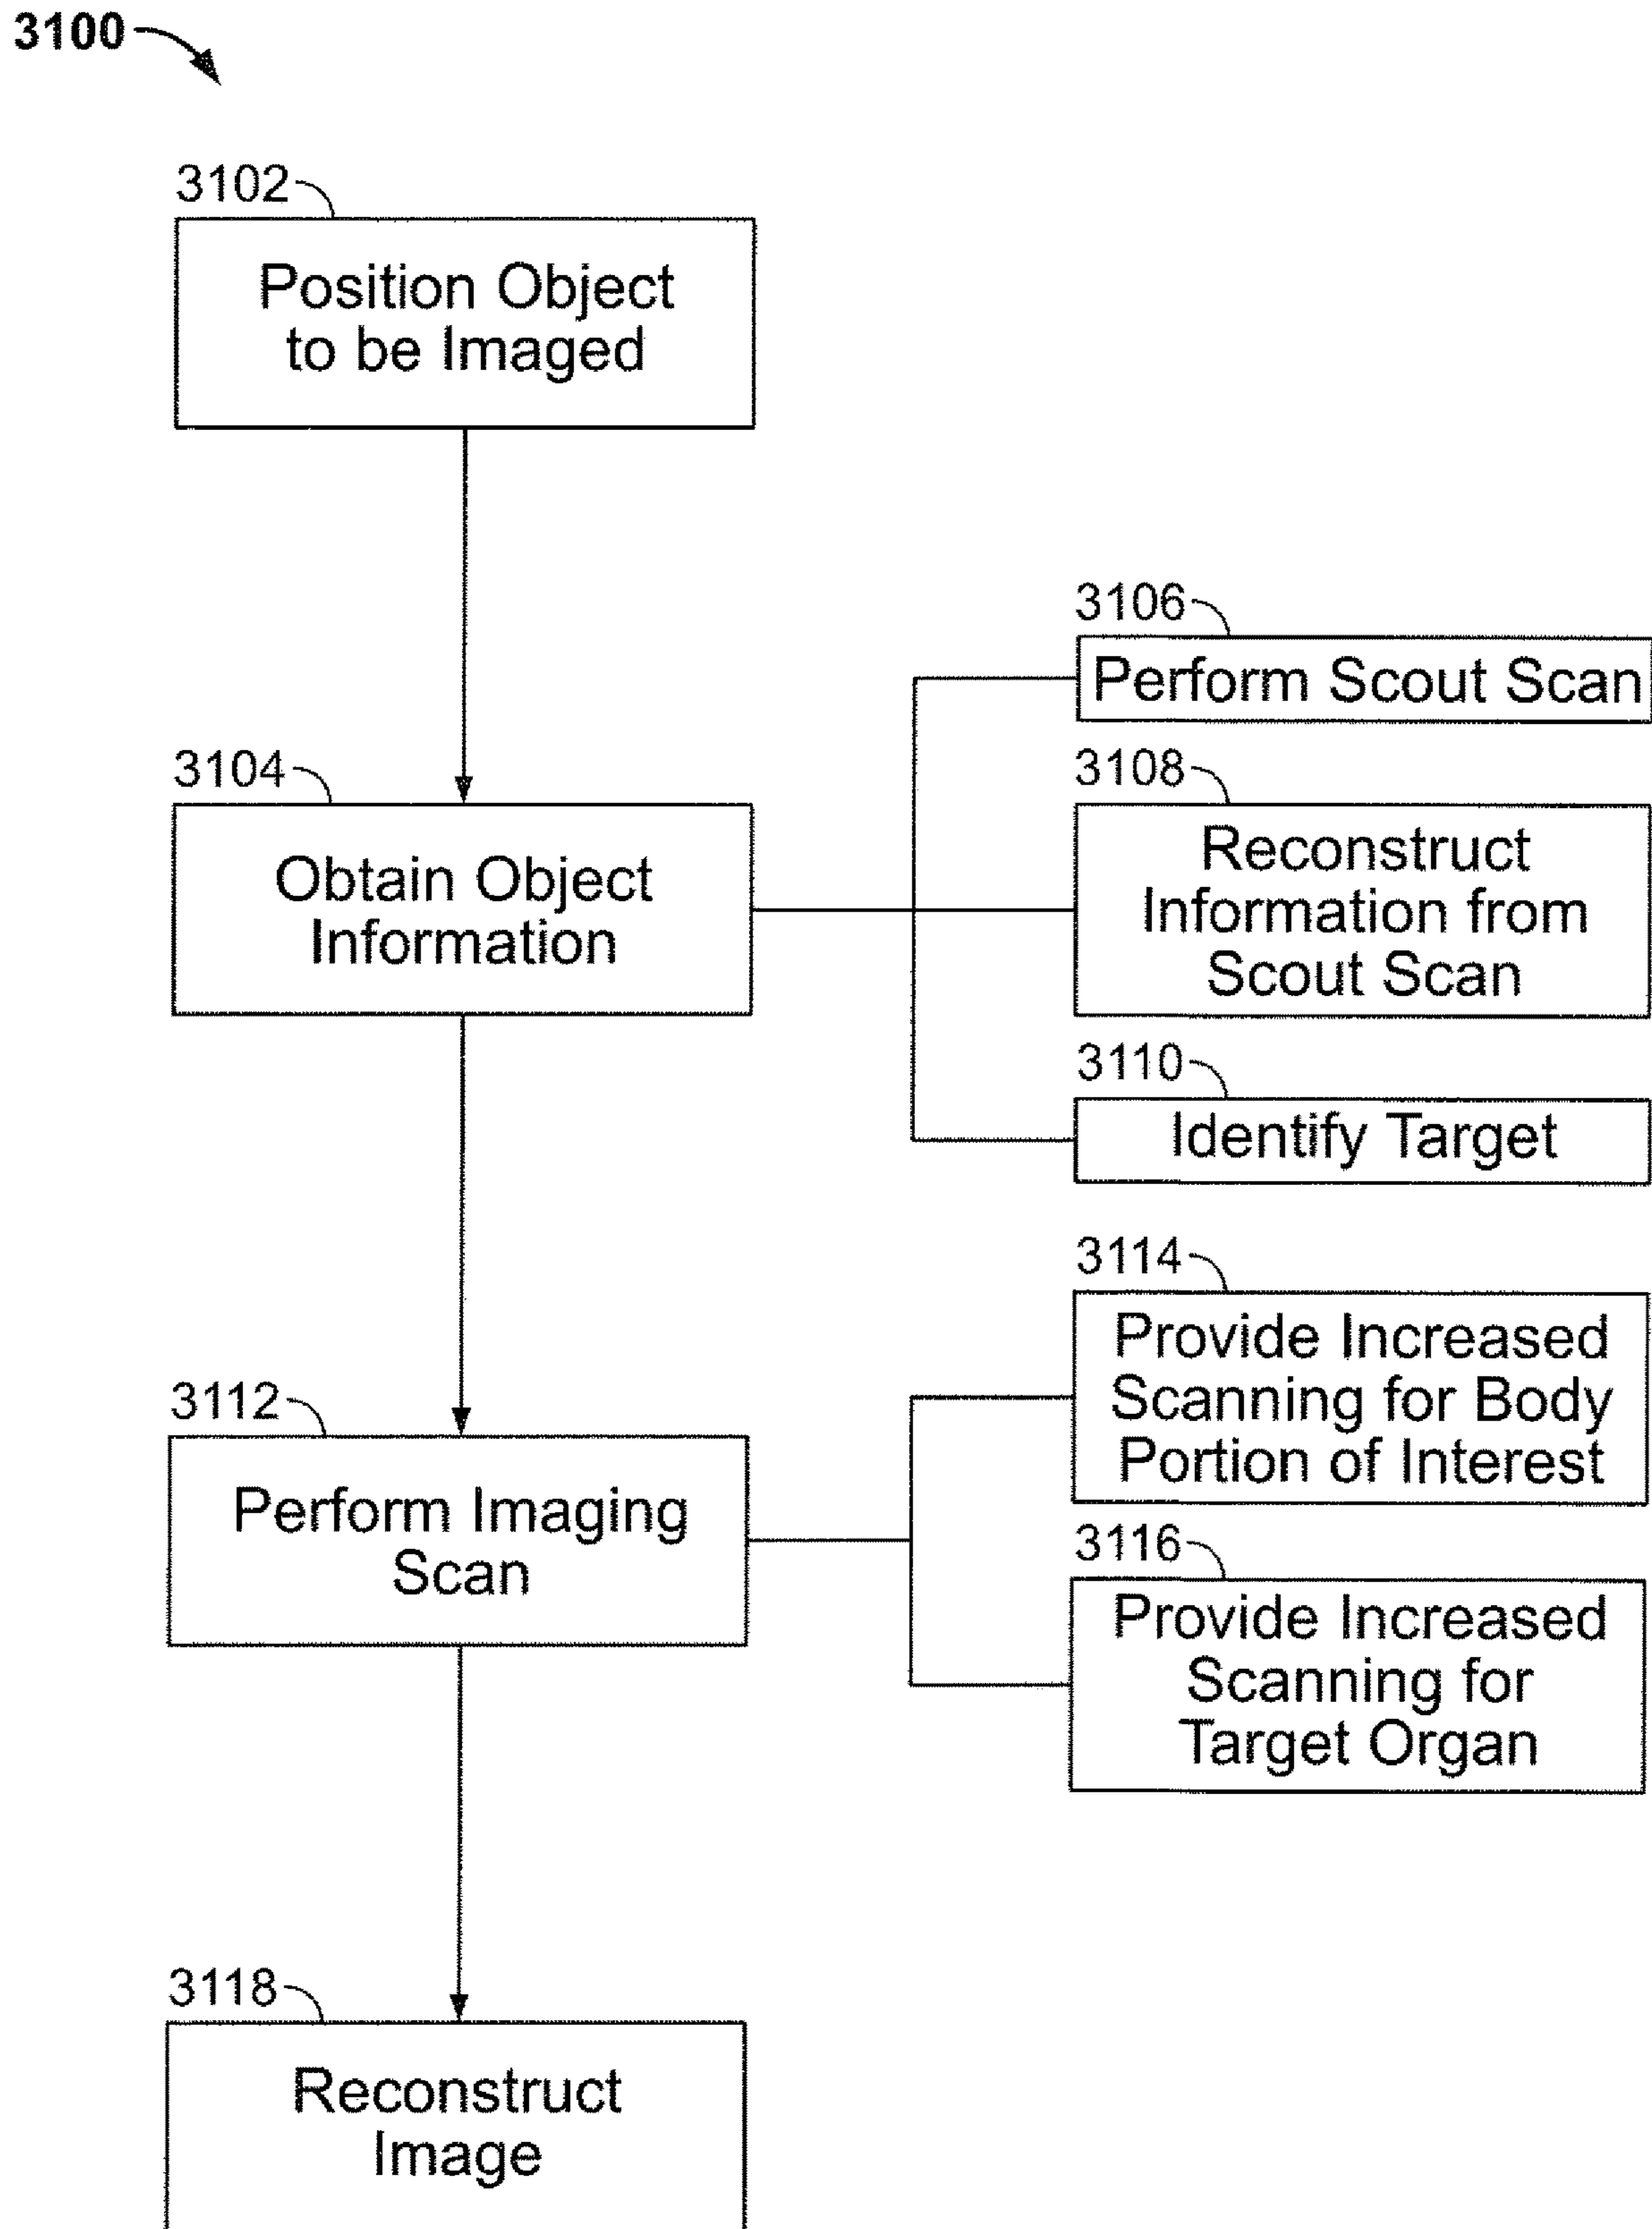 3100
3102
Position Object
to be Imaged
3104
Obtain Object
Information
3106
Perform Scout Scan
3108
Reconstruct
Information from
Scout Scan
3110
Identify Target
3112
Perform Imaging
Scan
3114
Provide Increased
Scanning for Body
Portion of Interest
3116
Provide Increased
Scanning for
Target Organ
3118
Reconstruct
Image